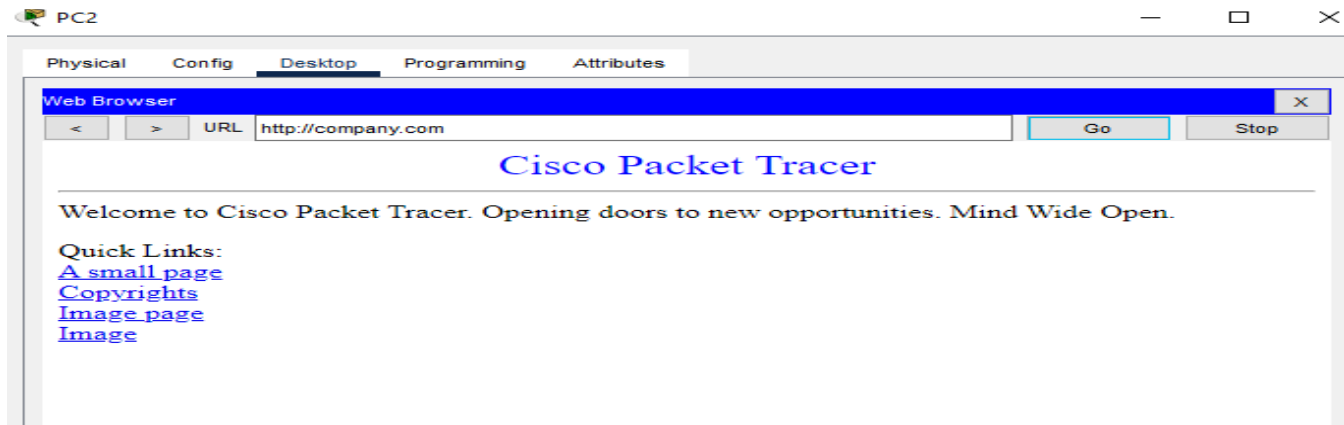 PC2
Physical Config Desktop Programming Attributes
Web Browser X
< > URL http://company.com Go Stop
Cisco Packet Tracer
Welcome to Cisco Packet Tracer. Opening doors to new opportunities. Mind Wide Open.
Quick Links:
A small page
Copyrights
Image page
Image